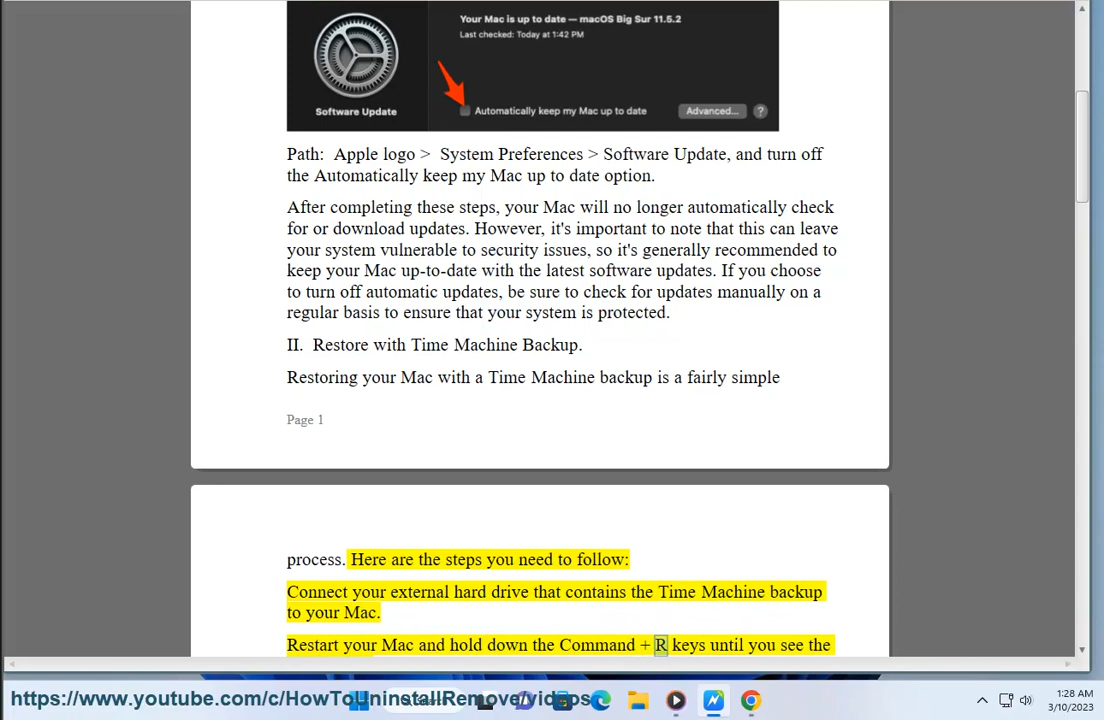 Your Mac is up to date — macOS Big Sur 11.5.2
Last checked: Today at 1:42 PM
Software Update
Automatically keep my Mac up to date
Advanced...
?
Path:  Apple logo >  System Preferences > Software Update, and turn off
the Automatically keep my Mac up to date option.
After completing these steps, your Mac will no longer automatically check
for or download updates. However, it's important to note that this can leave
your system vulnerable to security issues, so it's generally recommended to
keep your Mac up-to-date with the latest software updates. If you choose
to turn off automatic updates, be sure to check for updates manually on a
regular basis to ensure that your system is protected.
II.  Restore with Time Machine Backup.
Restoring your Mac with a Time Machine backup is a fairly simple
Page 1
process. Here are the steps you need to follow:
Connect your external hard drive that contains the Time Machine backup
to your Mac.
Restart your Mac and hold down the Command + R keys until you see the
https://www.youtube.com/c/HowToUninstallRemove/videos
1:28 AM
3/10/2023